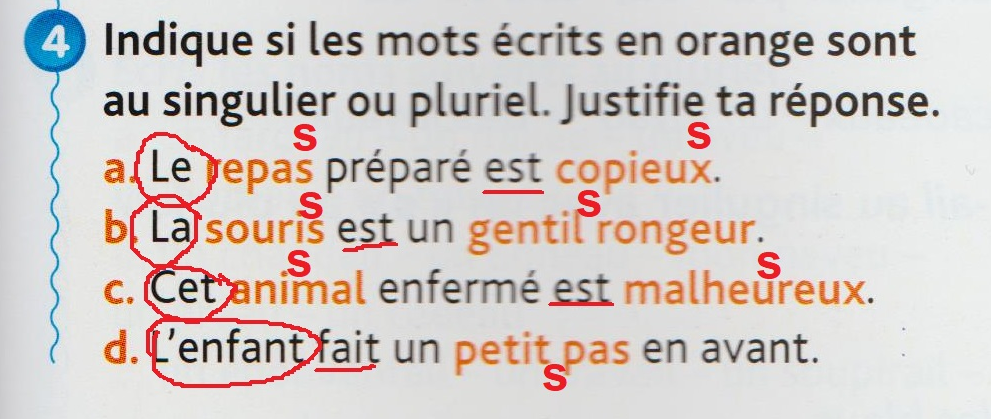 4 Indique si les mots écrits en orange sont
au singulier ou pluriel. Justifie ta réponse.
S S
a. Le repas préparé est copieux.
S S
b. La souris est un gentil rongeur.
S S
c. Cet animal enfermé est malheureux.
d. L'enfant fait un petit pas en avant.
S